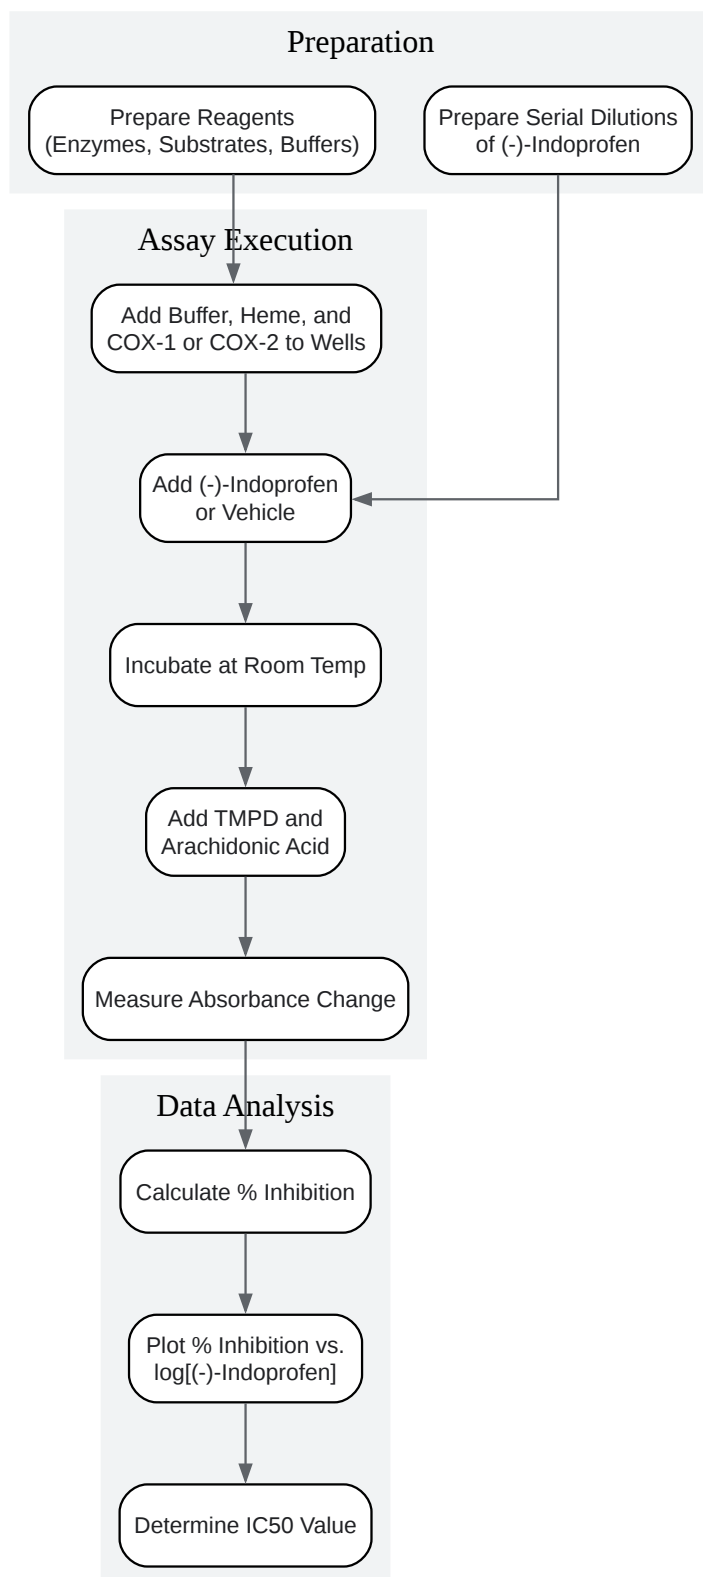 Preparation
Prepare Reagents
(Enzymes, Substrates, Buffers)
Prepare Serial Dilutions
of (-)-Indoprofen
Assay Execution
Add Buffer, Heme, and
COX-1 or COX-2 to Wells
Add (-)-Indoprofen
or Vehicle
Incubate at Room Temp
Add TMPD and
Arachidonic Acid
Measure Absorbance Change
Data Analysis
Calculate % Inhibition
Plot % Inhibition vs.
log[(-)-Indoprofen]
Determine IC50 Value